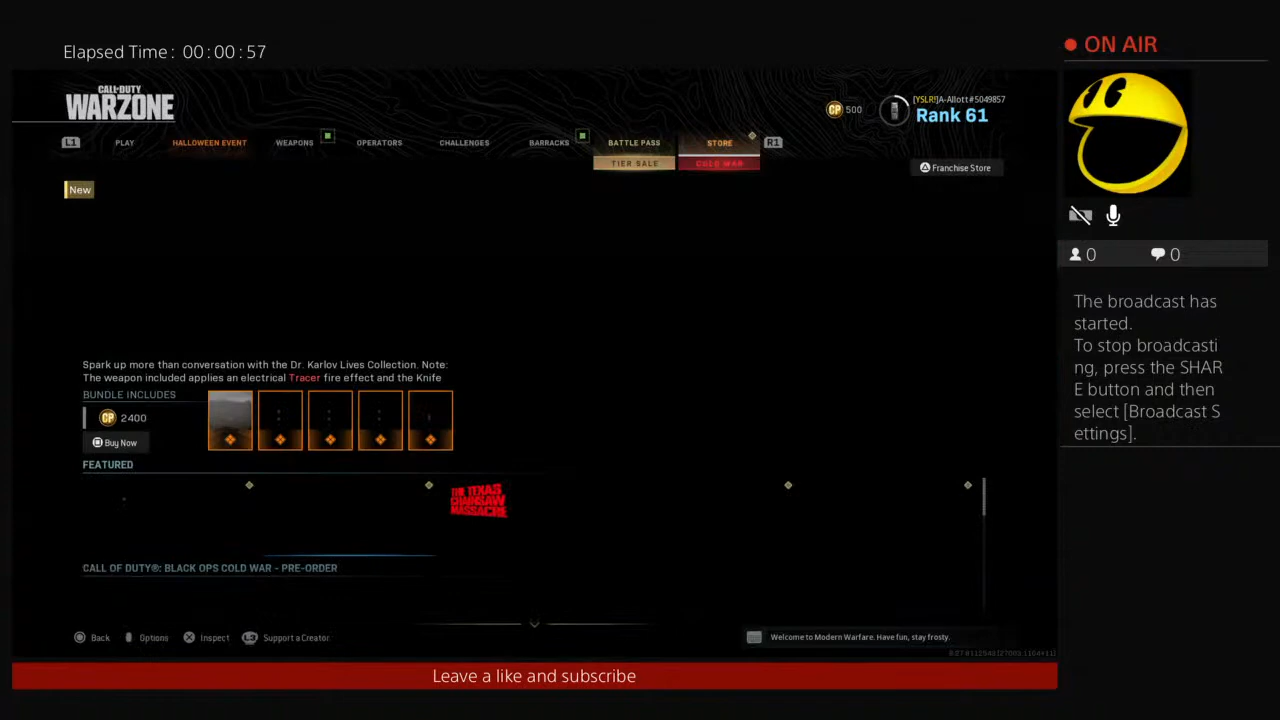 Elapsed Time: 00:00:57
ON AIR
CALL OF DUTY
WARZONE
CP 500
[YSLR!]A-Allott#5049857
Rank 61
L1 PLAY HALLOWEEN EVENT WEAPONS OPERATORS CHALLENGES BARRACKS BATTLE PASS STORE R1
TIER SALE COLD WAR
Franchise Store
New
0 0
The broadcast has
started.
To stop broadcasti
ng, press the SHAR
E button and then
select [Broadcast S
ettings].
Spark up more than conversation with the Dr. Karlov Lives Collection. Note:
The weapon included applies an electrical Tracer fire effect and the Knife
BUNDLE INCLUDES
CP 2400
Buy Now
FEATURED
THE TEXAS
CHAINSAW
MASSACRE
CALL OF DUTY®: BLACK OPS COLD WAR - PRE-ORDER
Back Options Inspect L3 Support a Creator
Welcome to Modern Warfare. Have fun, stay frosty.
Leave a like and subscribe